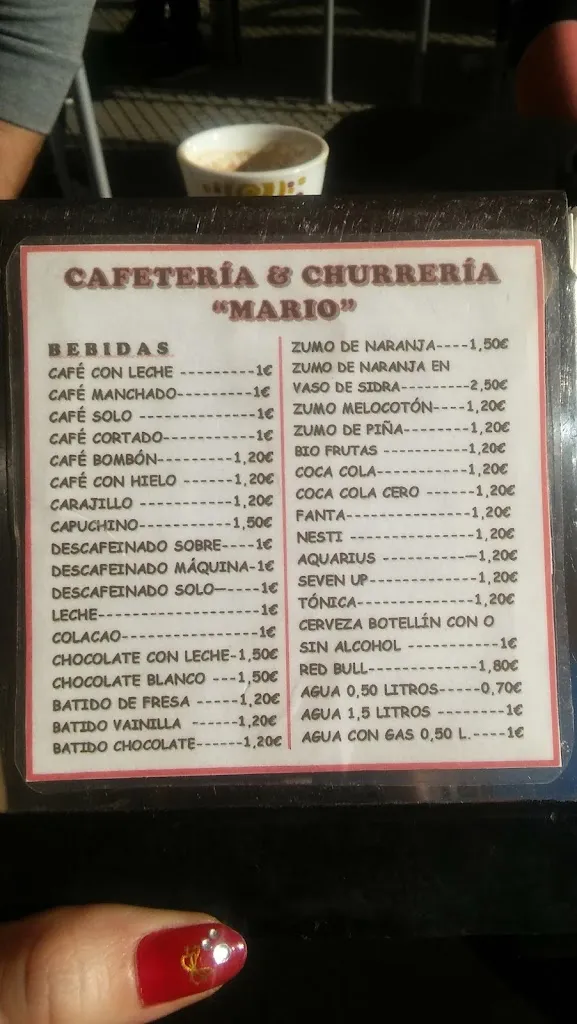 CAFETERÍA & CHURRERÍA
“MARIO”
BEBIDAS
CAFÉ CON LECHE ---------1€
CAFÉ MANCHADO---------1€
CAFÉ SOLO --------------1€
CAFÉ CORTADO-----------1€
CAFÉ BOMBÓN---------1,20€
CAFÉ CON HIELO -------1,20€
CARAJILLO ------------1,20€
CAPUCHINO-----------1,50€
DESCAFEINADO SOBRE----1€
DESCAFEINADO MÁQUINA-1€
DESCAFEINADO SOLO—-----1€
LECHE-------------------1€
COLACAO----------------1€
CHOCOLATE CON LECHE-1,50€
CHOCOLATE BLANCO ---1,50€
BATIDO DE FRESA -----1,20€
BATIDO VAINILLA ------1,20€
BATIDO CHOCOLATE------1,20€
ZUMO DE NARANJA----1,50€
ZUMO DE NARANJA EN
VASO DE SIDRA---------2,50€
ZUMO MELOCOTÓN----1,20€
ZUMO DE PIÑA--------1,20€
BIO FRUTAS ----------1,20€
COCA COLA-----------1,20€
COCA COLA CERO ------1,20€
FANTA---------------1,20€
NESTI ---------------1,20€
AQUARIUS ----------—1,20€
SEVEN UP------------1,20€
TÓNICA--------------1,20€
CERVEZA BOTELLÍN CON O
SIN ALCOHOL ------------1€
RED BULL-------------1,80€
AGUA 0,50 LITROS-----0,70€
AGUA 1,5 LITROS --------1€
AGUA CON GAS 0,50 L.----1€